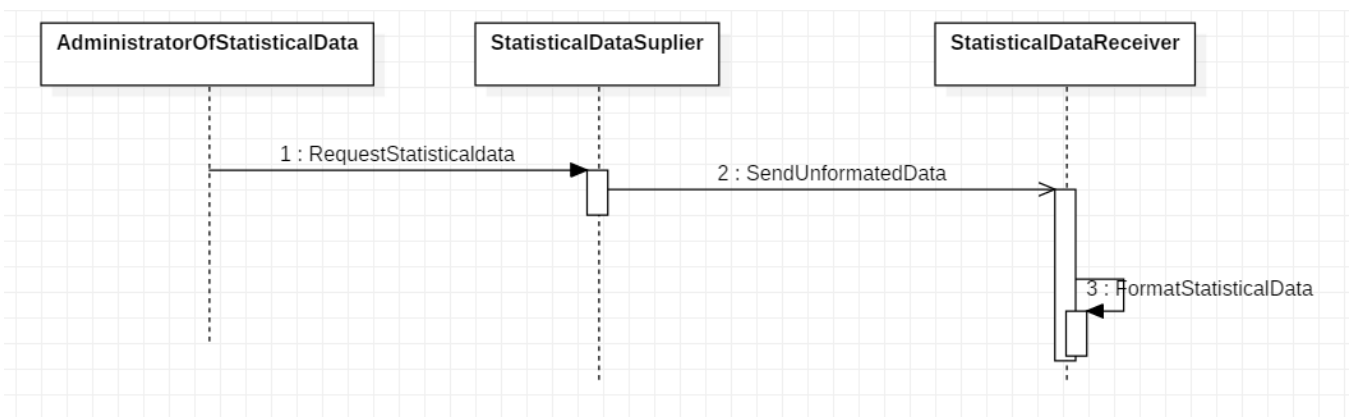 AdministratorOfStatisticalData
StatisticalDataSuplier
StatisticalDataReceiver
1 : RequestStatisticaldata
2 : SendUnformatedData
3 : FormatStatisticalData